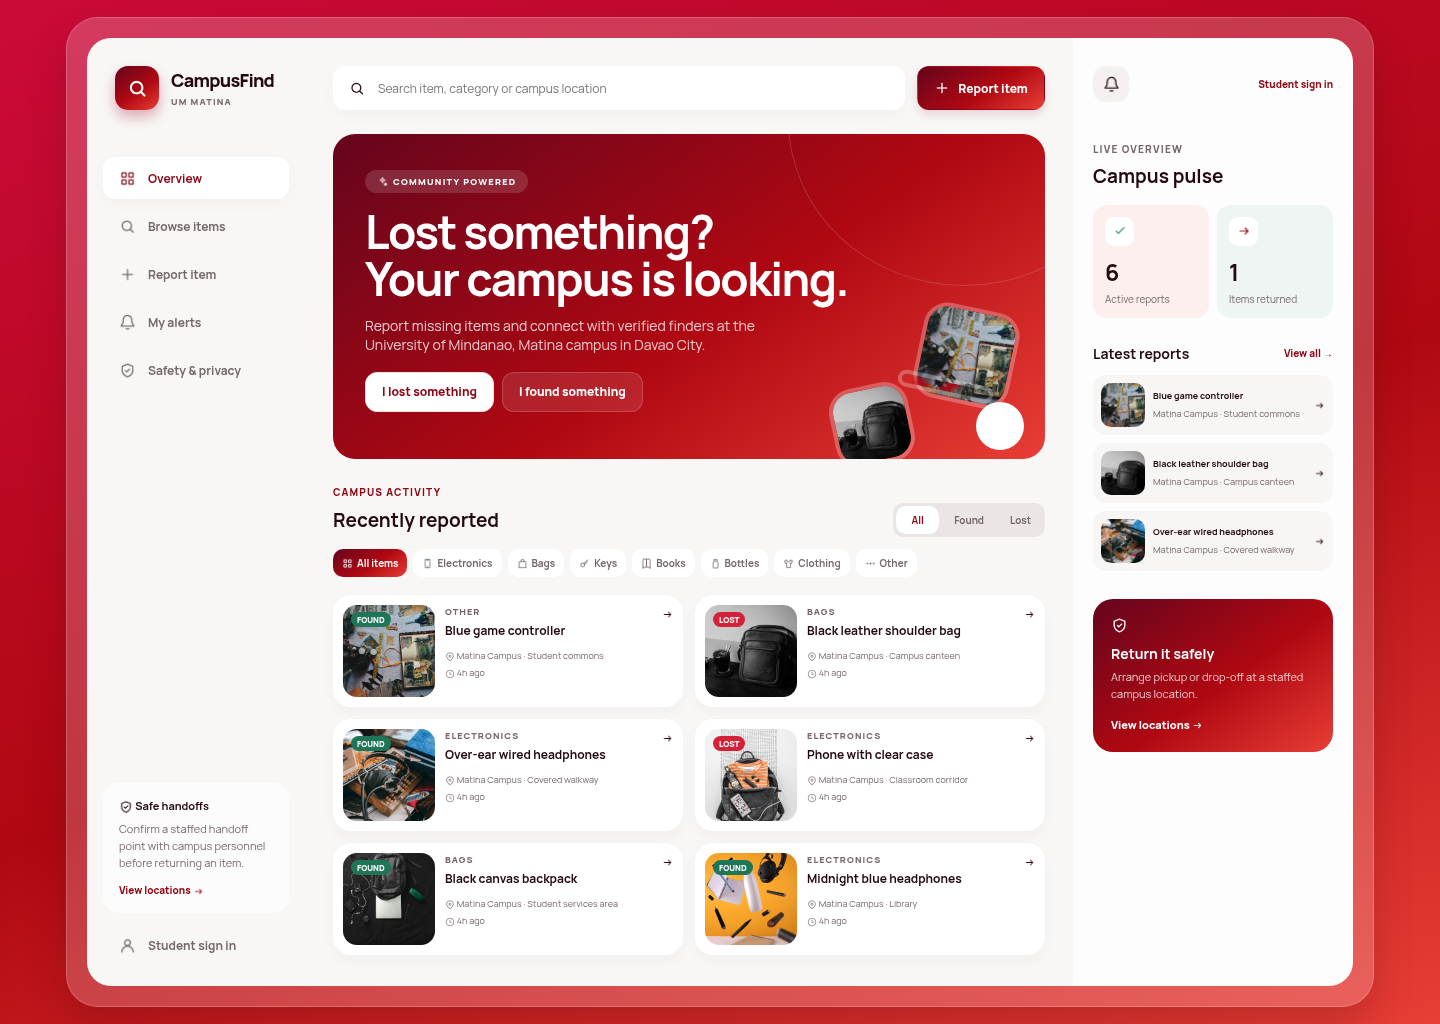 CampusFind
UM MATINA
Overview
Browse items
Report item
My alerts
Safety & privacy
Safe handoffs
Confirm a staffed handoff
point with campus personnel
before returning an item.
View locations →
Student sign in
Search item, category or campus location
Report item
COMMUNITY POWERED
Lost something?
Your campus is looking.
Report missing items and connect with verified finders at the
University of Mindanao, Matina campus in Davao City.
I lost something
I found something
CAMPUS ACTIVITY
Recently reported
All
Found
Lost
All items
Electronics
Bags
Keys
Books
Bottles
Clothing
Other
FOUND
OTHER
Blue game controller
Matina Campus · Student commons
4h ago
LOST
BAGS
Black leather shoulder bag
Matina Campus · Campus canteen
4h ago
FOUND
ELECTRONICS
Over-ear wired headphones
Matina Campus · Covered walkway
4h ago
LOST
ELECTRONICS
Phone with clear case
Matina Campus · Classroom corridor
4h ago
FOUND
BAGS
Black canvas backpack
Matina Campus · Student services area
4h ago
FOUND
ELECTRONICS
Midnight blue headphones
Matina Campus · Library
4h ago
Student sign in
LIVE OVERVIEW
Campus pulse
6
Active reports
1
Items returned
Latest reports
View all →
Blue game controller
Matina Campus · Student commons
Black leather shoulder bag
Matina Campus · Campus canteen
Over-ear wired headphones
Matina Campus · Covered walkway
Return it safely
Arrange pickup or drop-off at a staffed
campus location.
View locations →